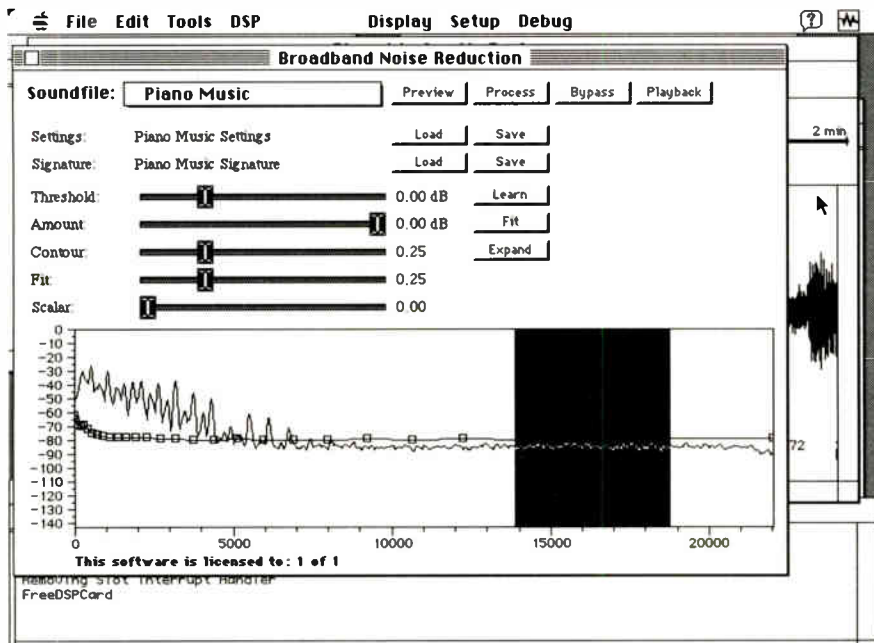 File Edit Tools DSP Display Setup Debug
Broadband Noise Reduction
Soundfile: Piano Music Preview Process Bypass Playback
Settings: Piano Music Settings Load Save
Signature: Piano Music Signature Load Save
2 min
Threshold: 0.00 dB Learn
Amount: 0.00 dB Fit
Contour: 0.25 Expand
Fit: 0.25
Scalar: 0.00
0
-10
-20
-30
-40
-50
-60
-70
-80
-90
-100
-110
-120
-130
-140
72
0 5000 10000 15000 20000
This software is licensed to: 1 of 1
Removing Slot Interrupt Handler
FreeDSPCard